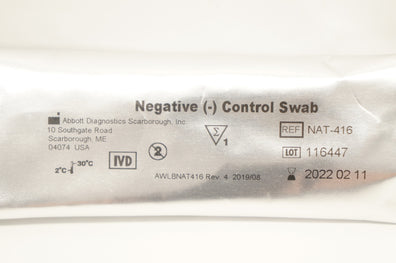 Negative (-) Control Swab
Abbott Diagnostics Scarborough, Inc.
10 Southgate Road
Scarborough, ME
04074 USA
Σ
1
REF NAT-416
LOT 116447
2022 02 11
2°C 30°C
IVD
2
AWLBNAT416 Rev. 4 2019/08